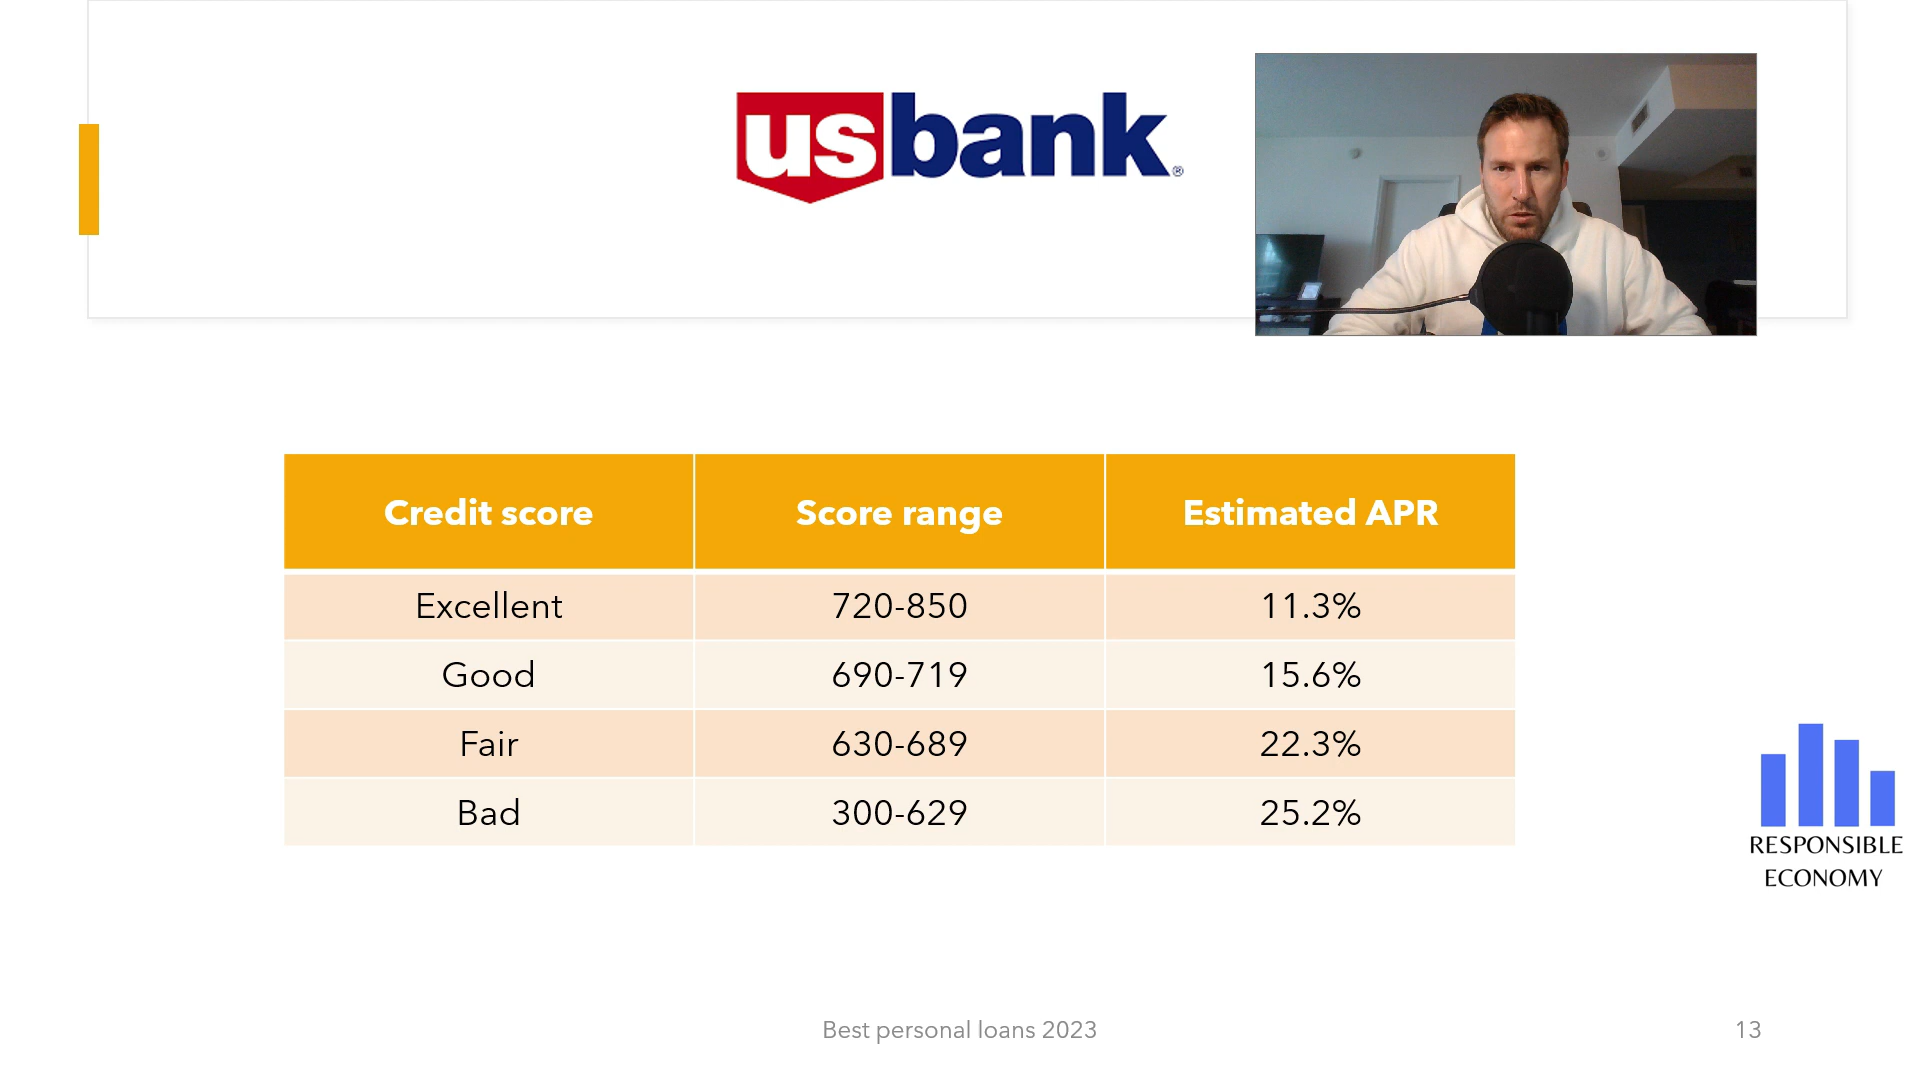 usbank®
Credit score Score range Estimated APR
Excellent 720-850 11.3%
Good 690-719 15.6%
Fair 630-689 22.3%
Bad 300-629 25.2%
RESPONSIBLE
ECONOMY
Best personal loans 2023 13